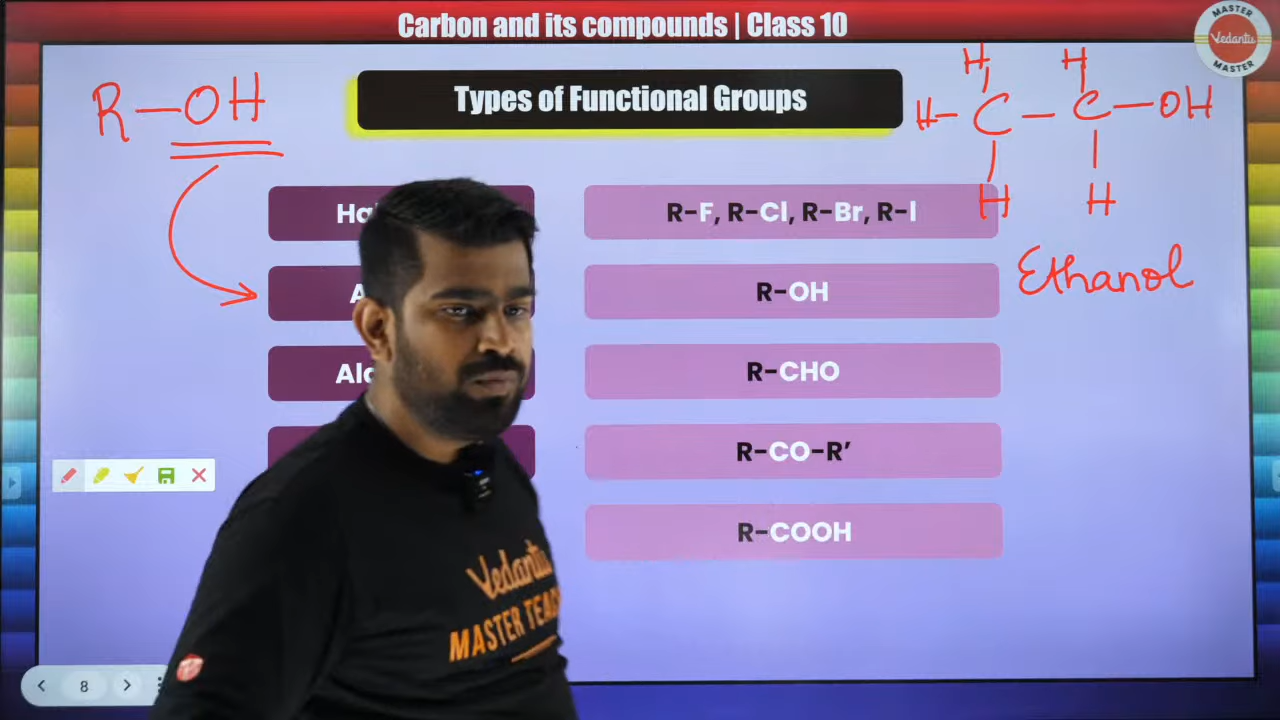 Carbon and its compounds | Class 10
MASTER
Vedantu
MASTER
Types of Functional Groups
R-OH
H H
H-C-C-OH
H H
Ethanol
R-F, R-Cl, R-Br, R-I
R-OH
R-CHO
R-CO-R′
R-COOH
Vedantu
MASTER
8